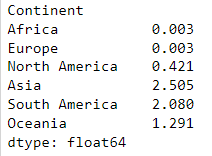 Continent
Africa 0.003
Europe 0.003
North America 0.421
Asia 2.505
South America 2.080
Oceania 1.291
dtype: float64